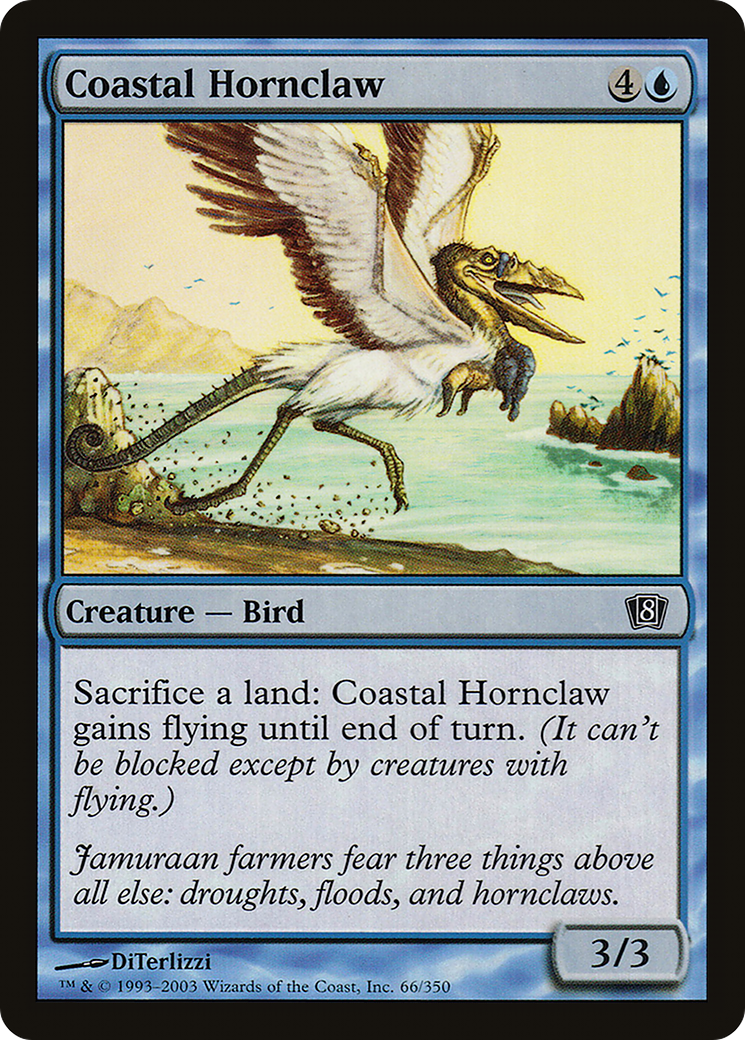 Coastal Hornclaw
4
Creature — Bird
8
Sacrifice a land: Coastal Hornclaw
gains flying until end of turn. (It can't
be blocked except by creatures with
flying.)
Jamuraan farmers fear three things above
all else: droughts, floods, and hornclaws.
3/3
DiTerlizzi
™ & © 1993–2003 Wizards of the Coast, Inc. 66/350